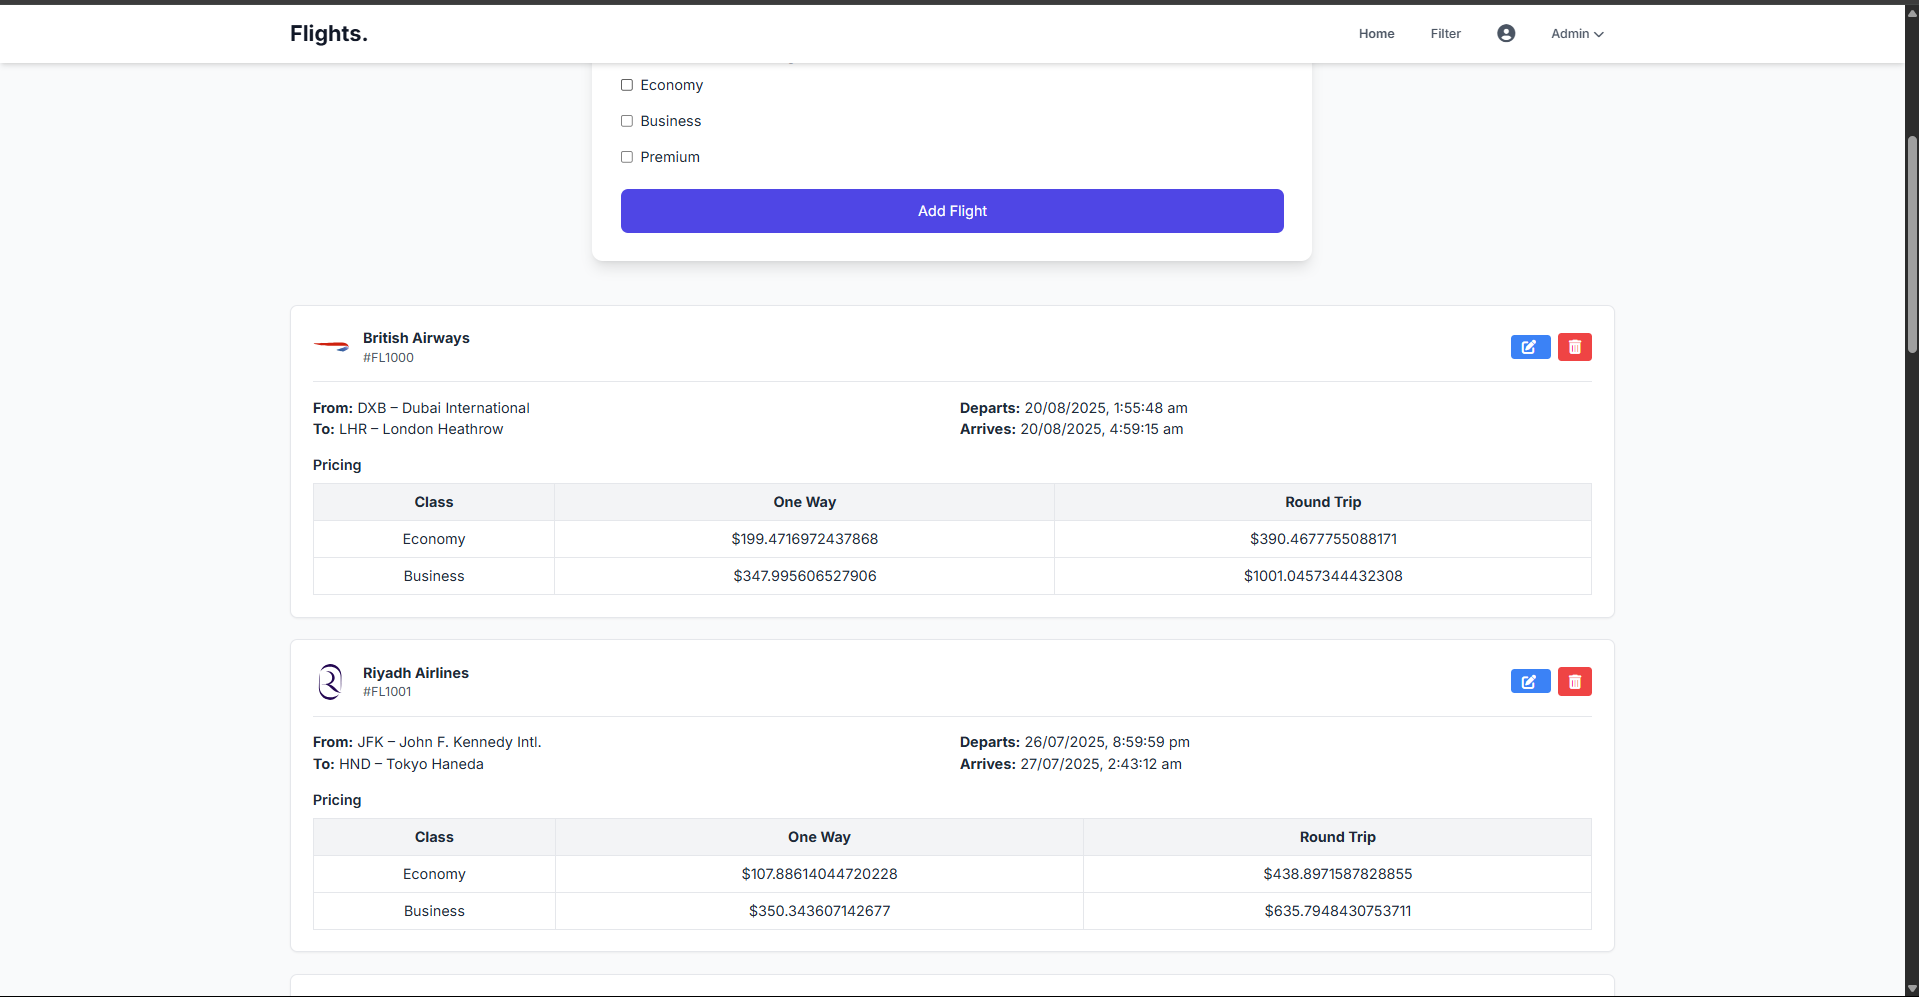 Flights.
Home Filter Admin
Economy
Business
Premium
Add Flight
British Airways
#FL1000
From: DXB – Dubai International
To: LHR – London Heathrow
Departs: 20/08/2025, 1:55:48 am
Arrives: 20/08/2025, 4:59:15 am
Pricing
Class One Way Round Trip
Economy $199.4716972437868 $390.4677755088171
Business $347.995606527906 $1001.0457344432308
Riyadh Airlines
#FL1001
From: JFK – John F. Kennedy Intl.
To: HND – Tokyo Haneda
Departs: 26/07/2025, 8:59:59 pm
Arrives: 27/07/2025, 2:43:12 am
Pricing
Class One Way Round Trip
Economy $107.88614044720228 $438.8971587828855
Business $350.343607142677 $635.7948430753711